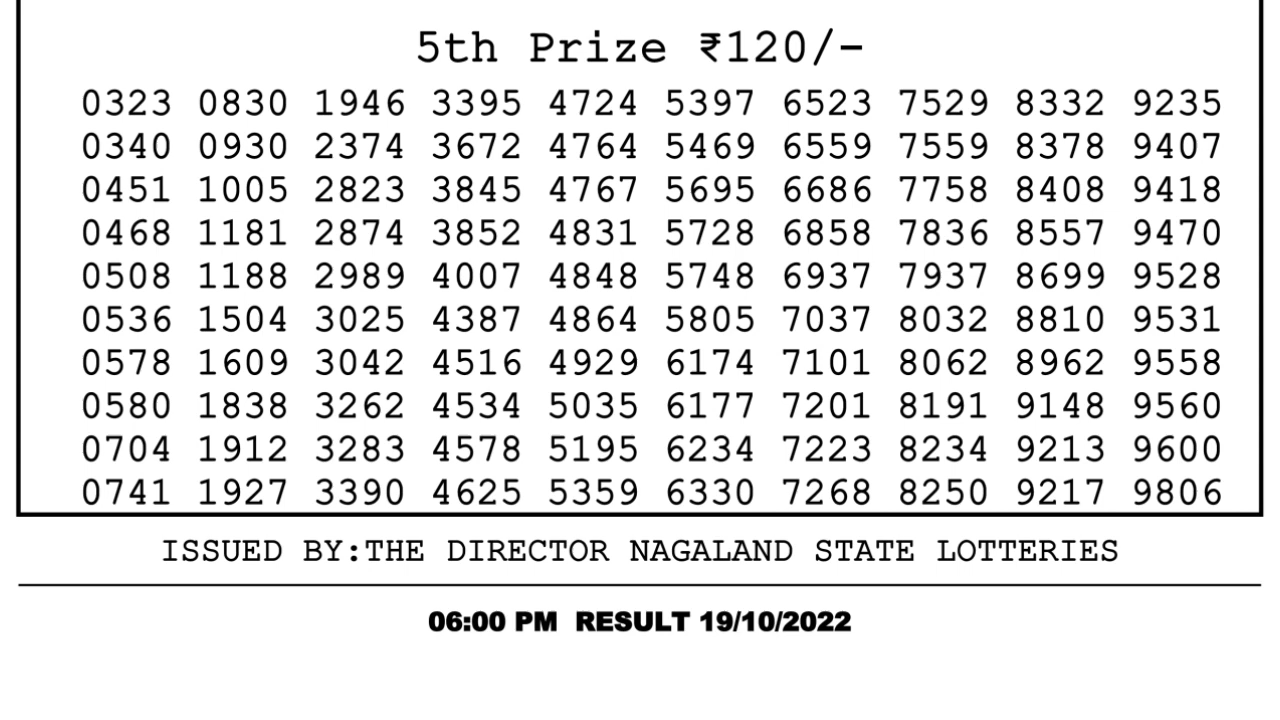 5th Prize ₹120/-
0323 0830 1946 3395 4724 5397 6523 7529 8332 9235
0340 0930 2374 3672 4764 5469 6559 7559 8378 9407
0451 1005 2823 3845 4767 5695 6686 7758 8408 9418
0468 1181 2874 3852 4831 5728 6858 7836 8557 9470
0508 1188 2989 4007 4848 5748 6937 7937 8699 9528
0536 1504 3025 4387 4864 5805 7037 8032 8810 9531
0578 1609 3042 4516 4929 6174 7101 8062 8962 9558
0580 1838 3262 4534 5035 6177 7201 8191 9148 9560
0704 1912 3283 4578 5195 6234 7223 8234 9213 9600
0741 1927 3390 4625 5359 6330 7268 8250 9217 9806
ISSUED BY:THE DIRECTOR NAGALAND STATE LOTTERIES
06:00 PM RESULT 19/10/2022